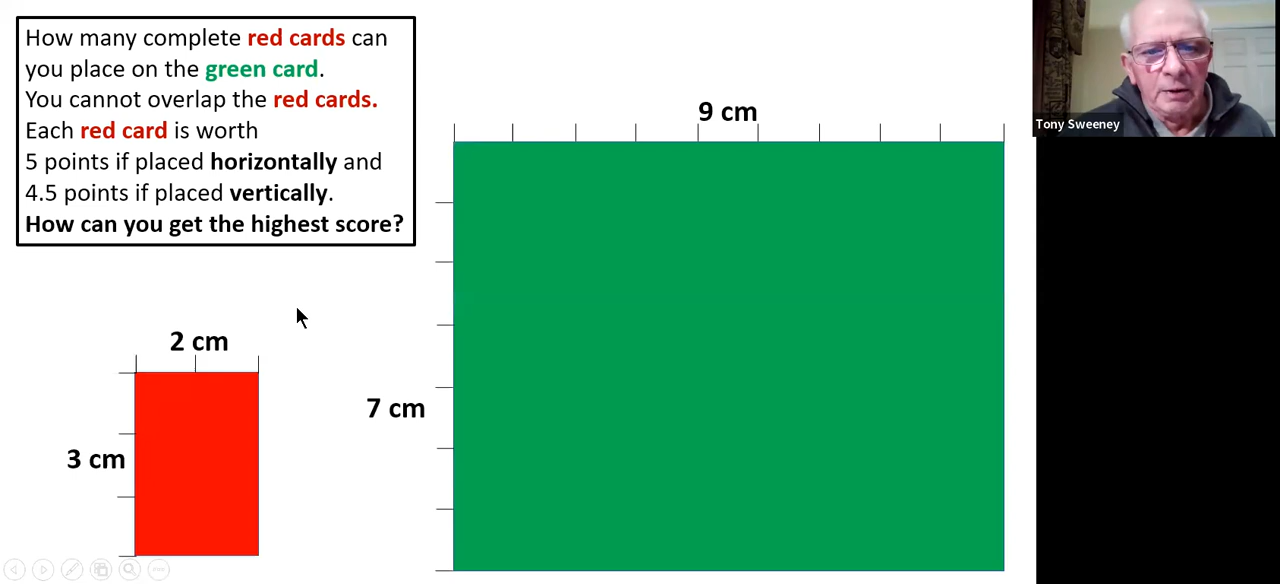 How many complete red cards can
you place on the green card.
You cannot overlap the red cards.
Each red card is worth
5 points if placed horizontally and
4.5 points if placed vertically.
How can you get the highest score?
9 cm
Tony Sweeney
2 cm
7 cm
3 cm